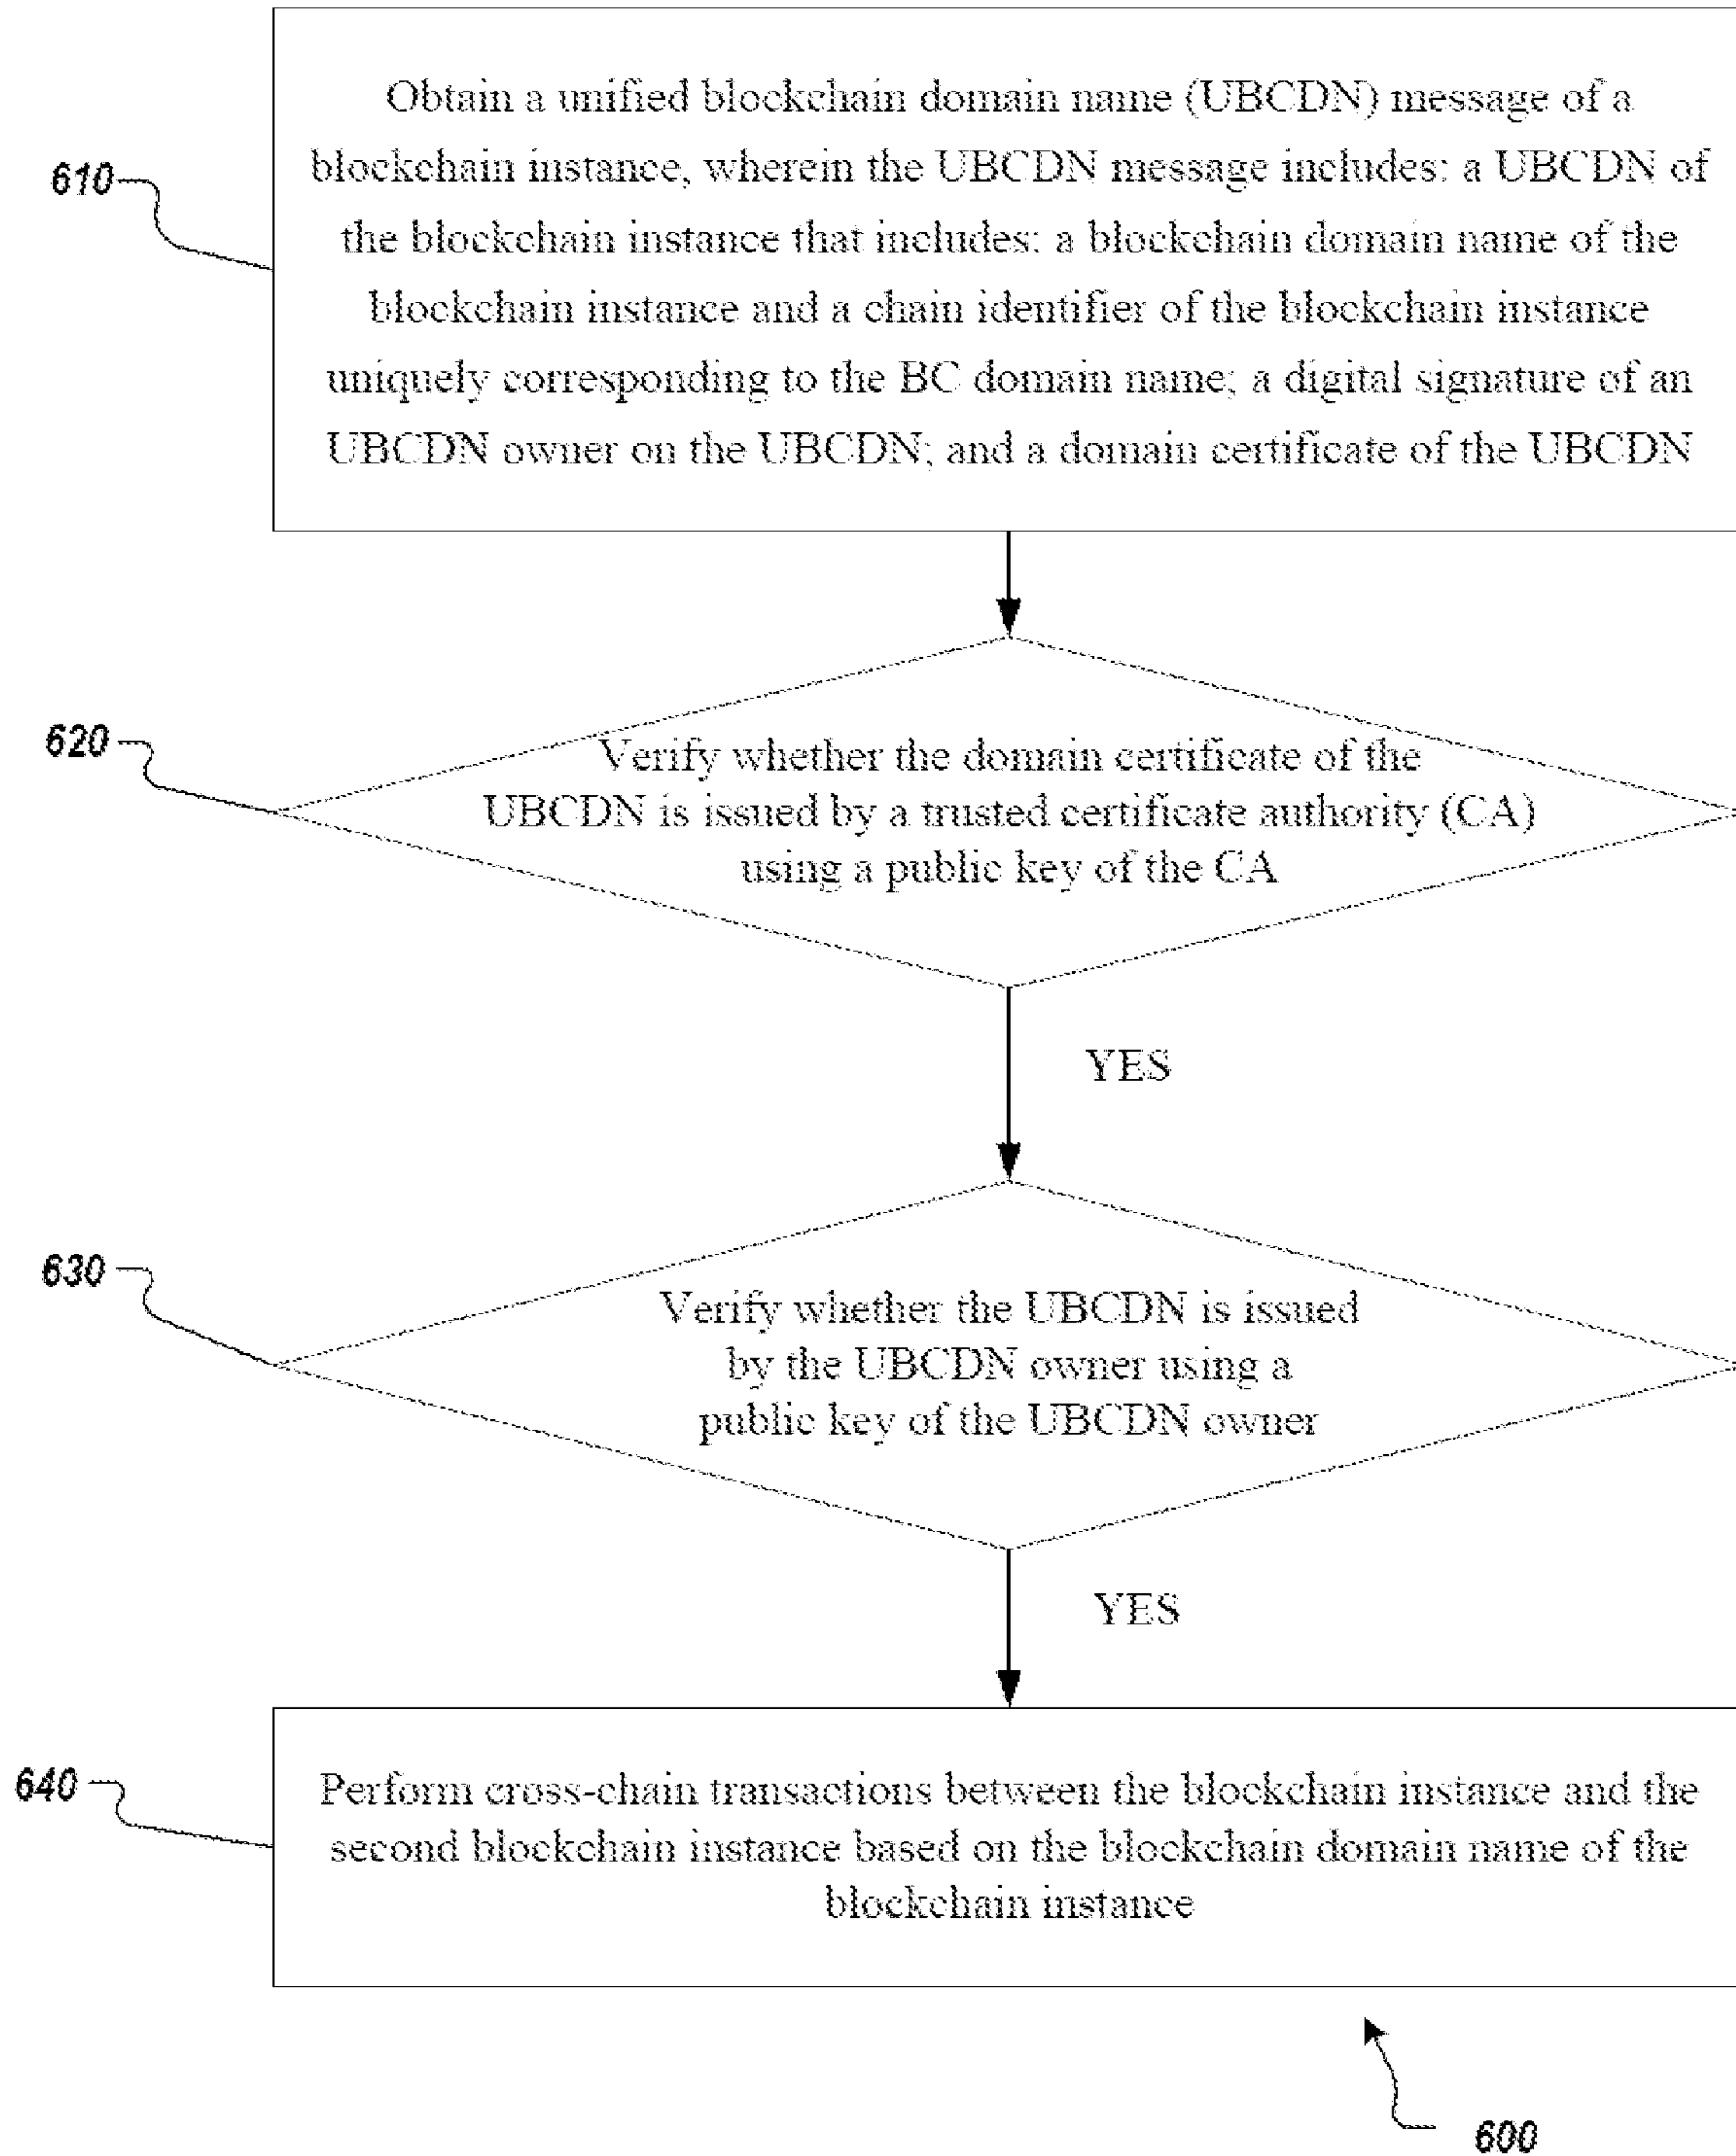 Obtain a unified blockchain domain name (UBCDN) message of a
blockchain instance, wherein the UBCDN message includes: a UBCDN of
610
the blockchain instance that includes: a blockchain domain name of the
blockchain instance and a chain identifier of the blockchain instance
uniquely corresponding to the BC domain name; a digital signature of an
UBCDN owner on the UBCDN; and a domain certificate of the UBCDN
620
Verify whether the domain certificate of the
UBCDN is issued by a trusted certificate authority (CA)
using a public key of the CA
YES
630
Verify whether the UBCDN is issued
by the UBCDN owner using a
public key of the UBCDN owner
YES
640
Perform cross-chain transactions between the blockchain instance and the
second blockchain instance based on the blockchain domain name of the
blockchain instance
600